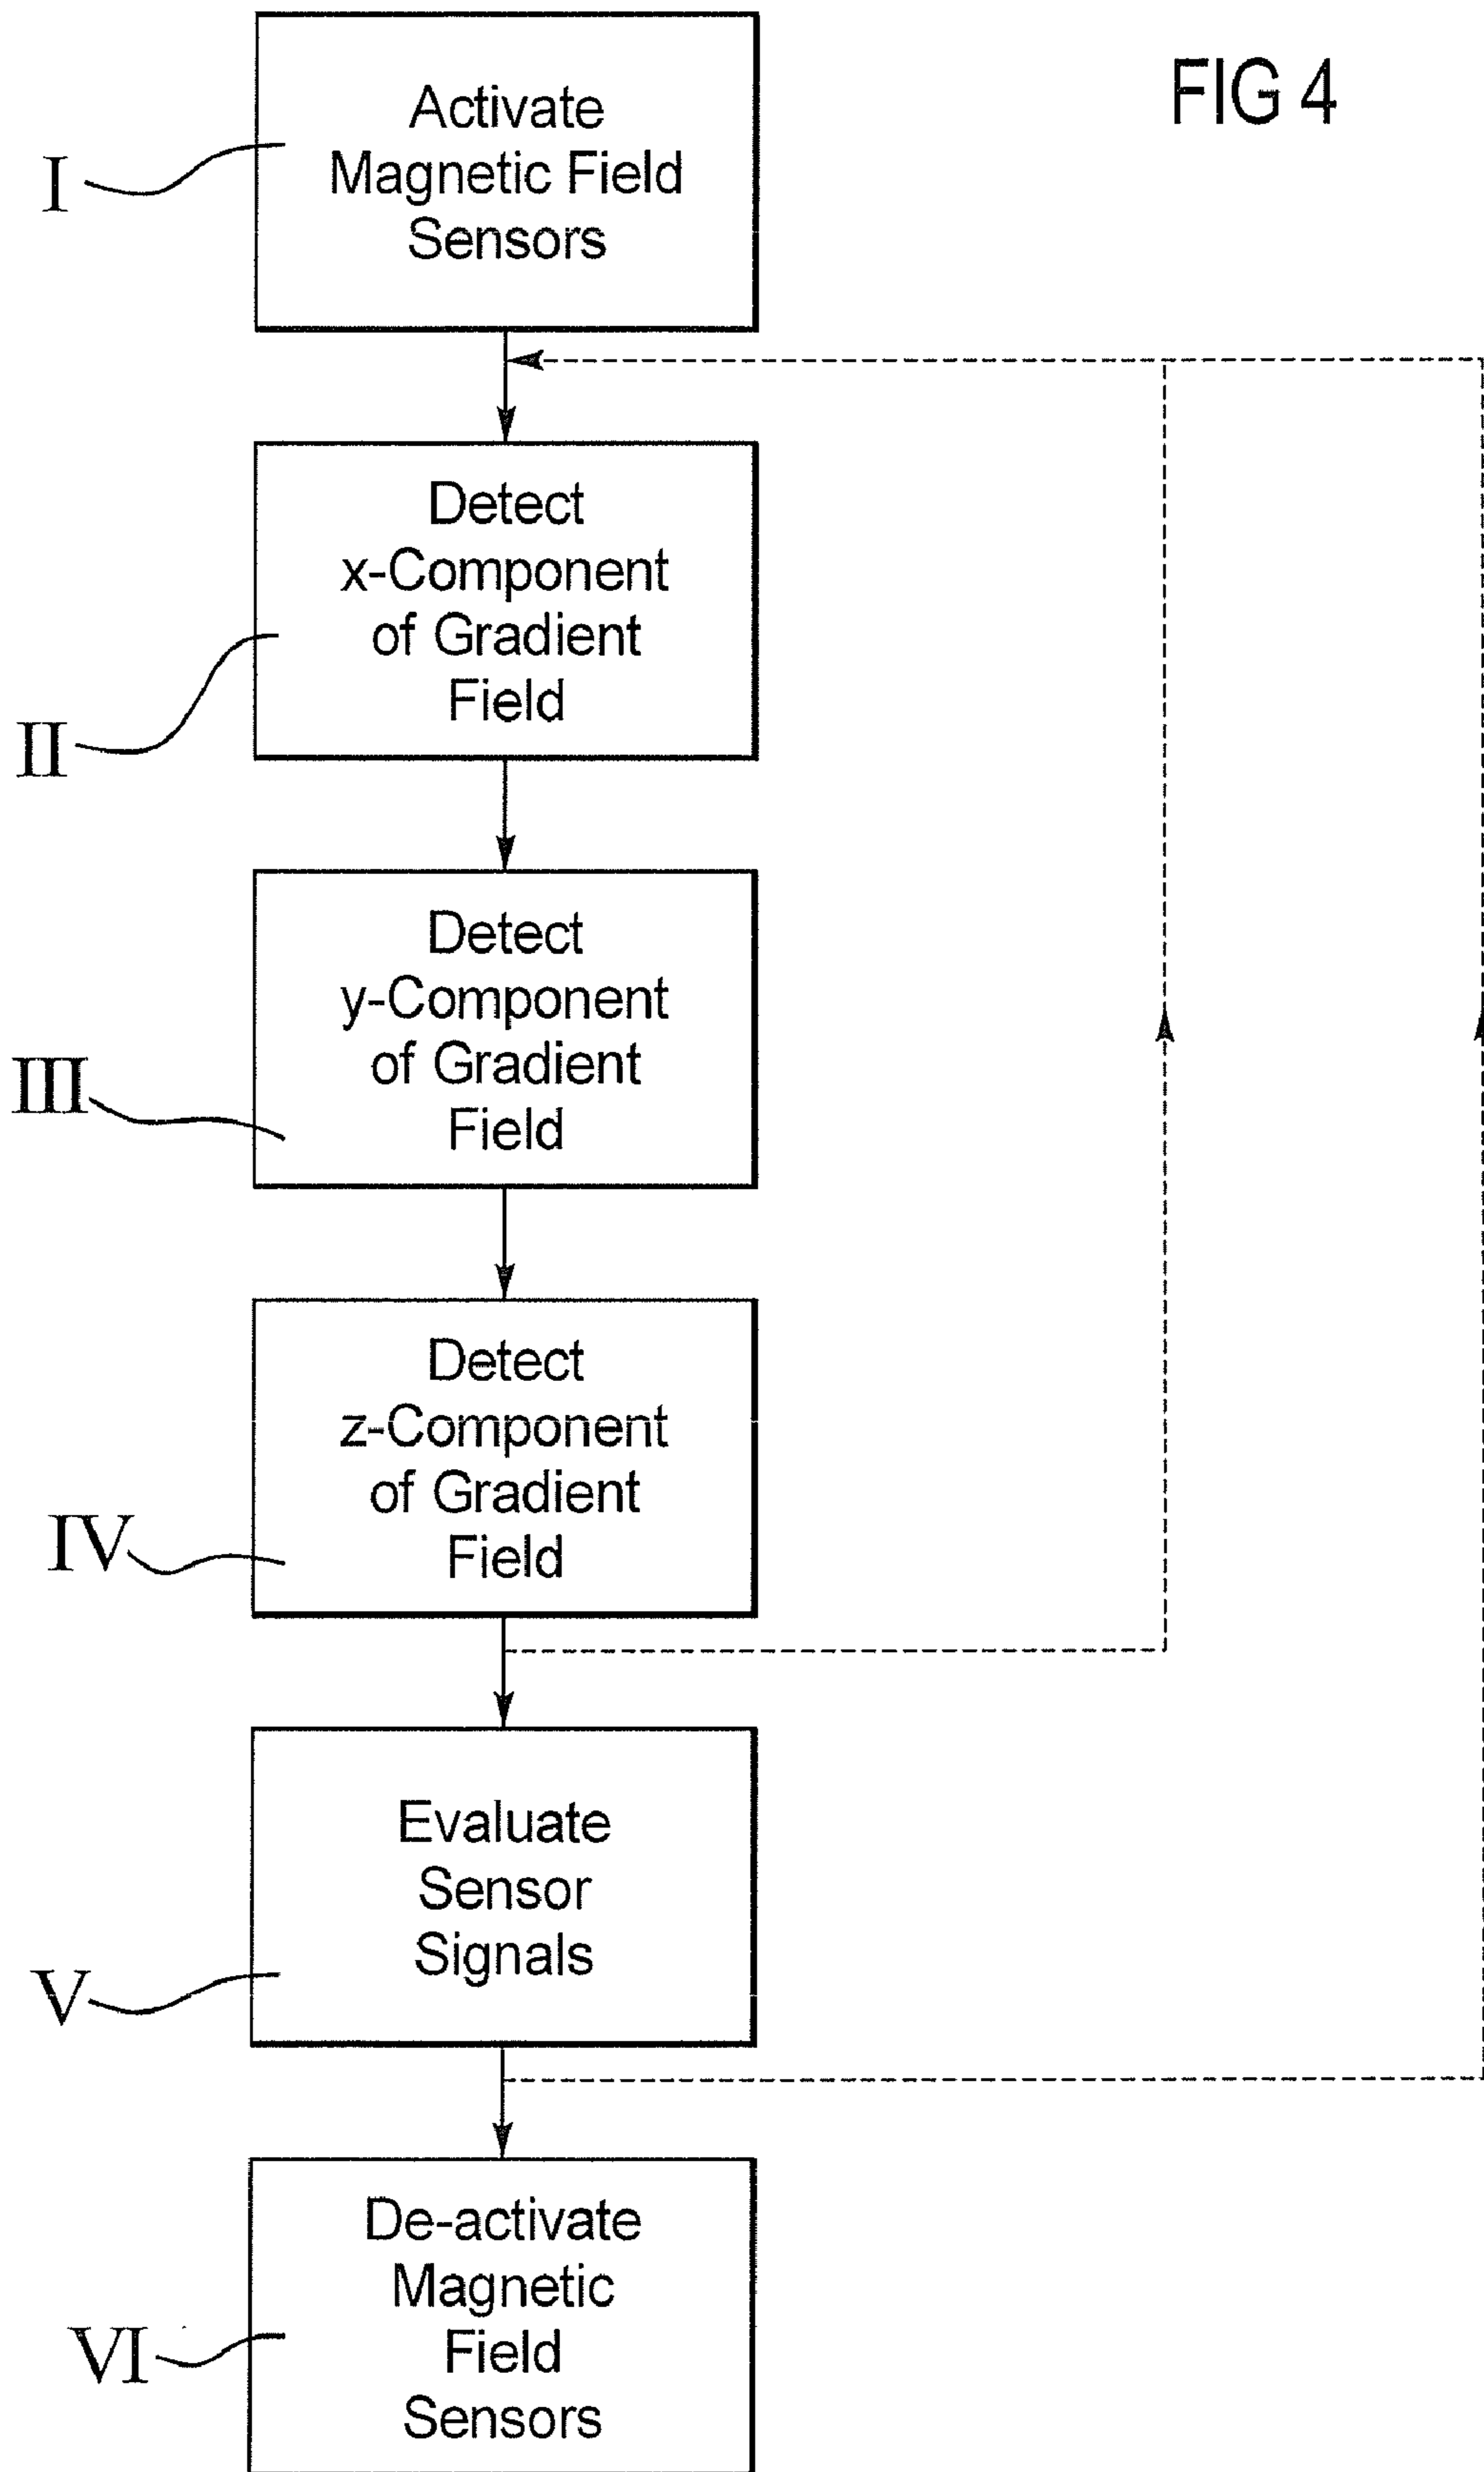 FIG 4
I
Activate
Magnetic Field
Sensors
II
Detect
x-Component
of Gradient
Field
III
Detect
y-Component
of Gradient
Field
IV
Detect
z-Component
of Gradient
Field
V
Evaluate
Sensor
Signals
VI
De-activate
Magnetic
Field
Sensors